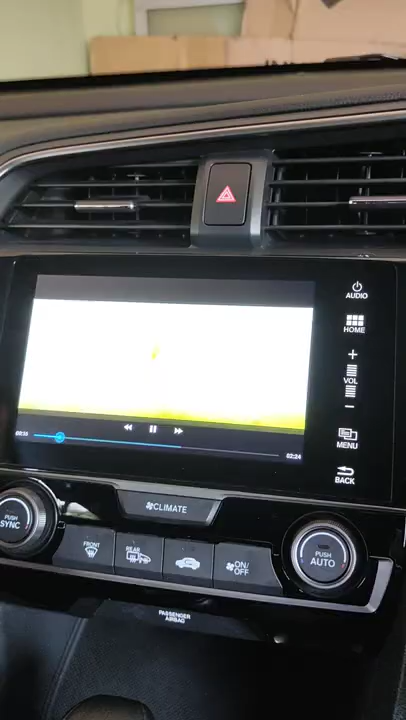 AUDIO
HOME
+
VOL
−
MENU
BACK
00:15
02:24
CLIMATE
PUSH
SYNC
FRONT
REAR
ON/
OFF
PUSH
AUTO
PASSENGER
AIRBAG